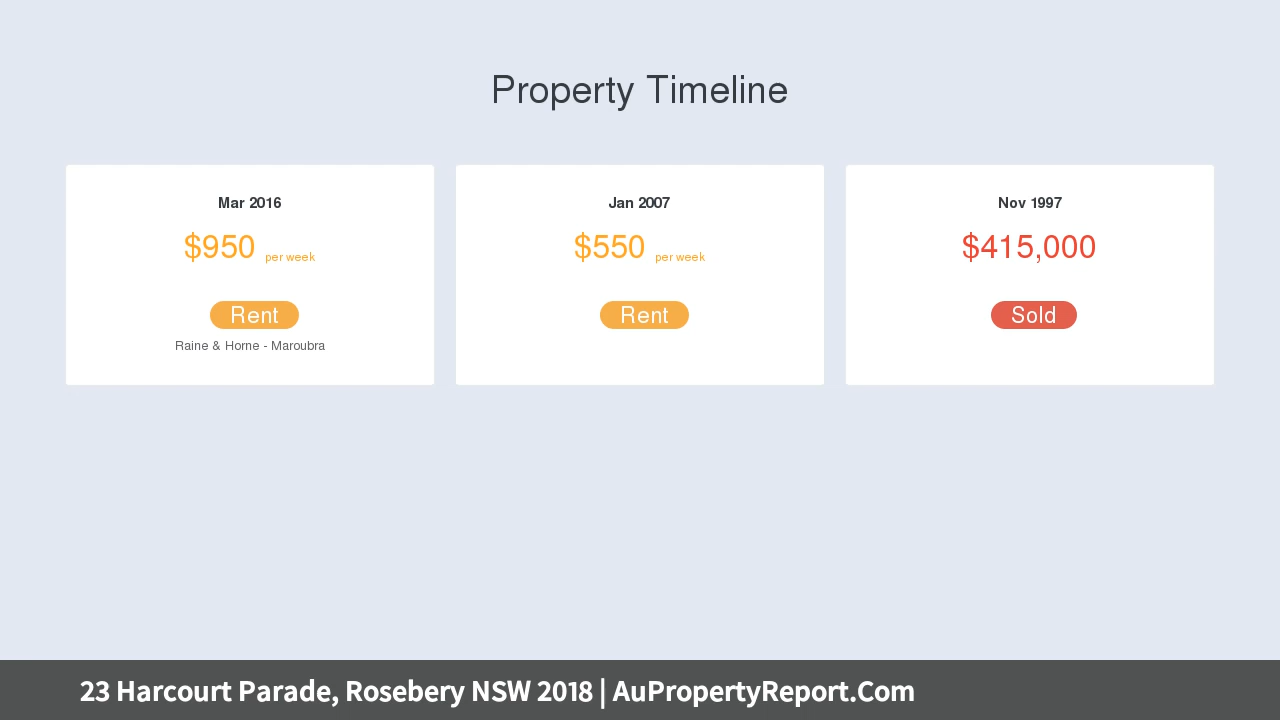 Property Timeline
Mar 2016
$950 per week
Rent
Raine & Horne - Maroubra
Jan 2007
$550 per week
Rent
Nov 1997
$415,000
Sold
23 Harcourt Parade, Rosebery NSW 2018 | AuPropertyReport.Com